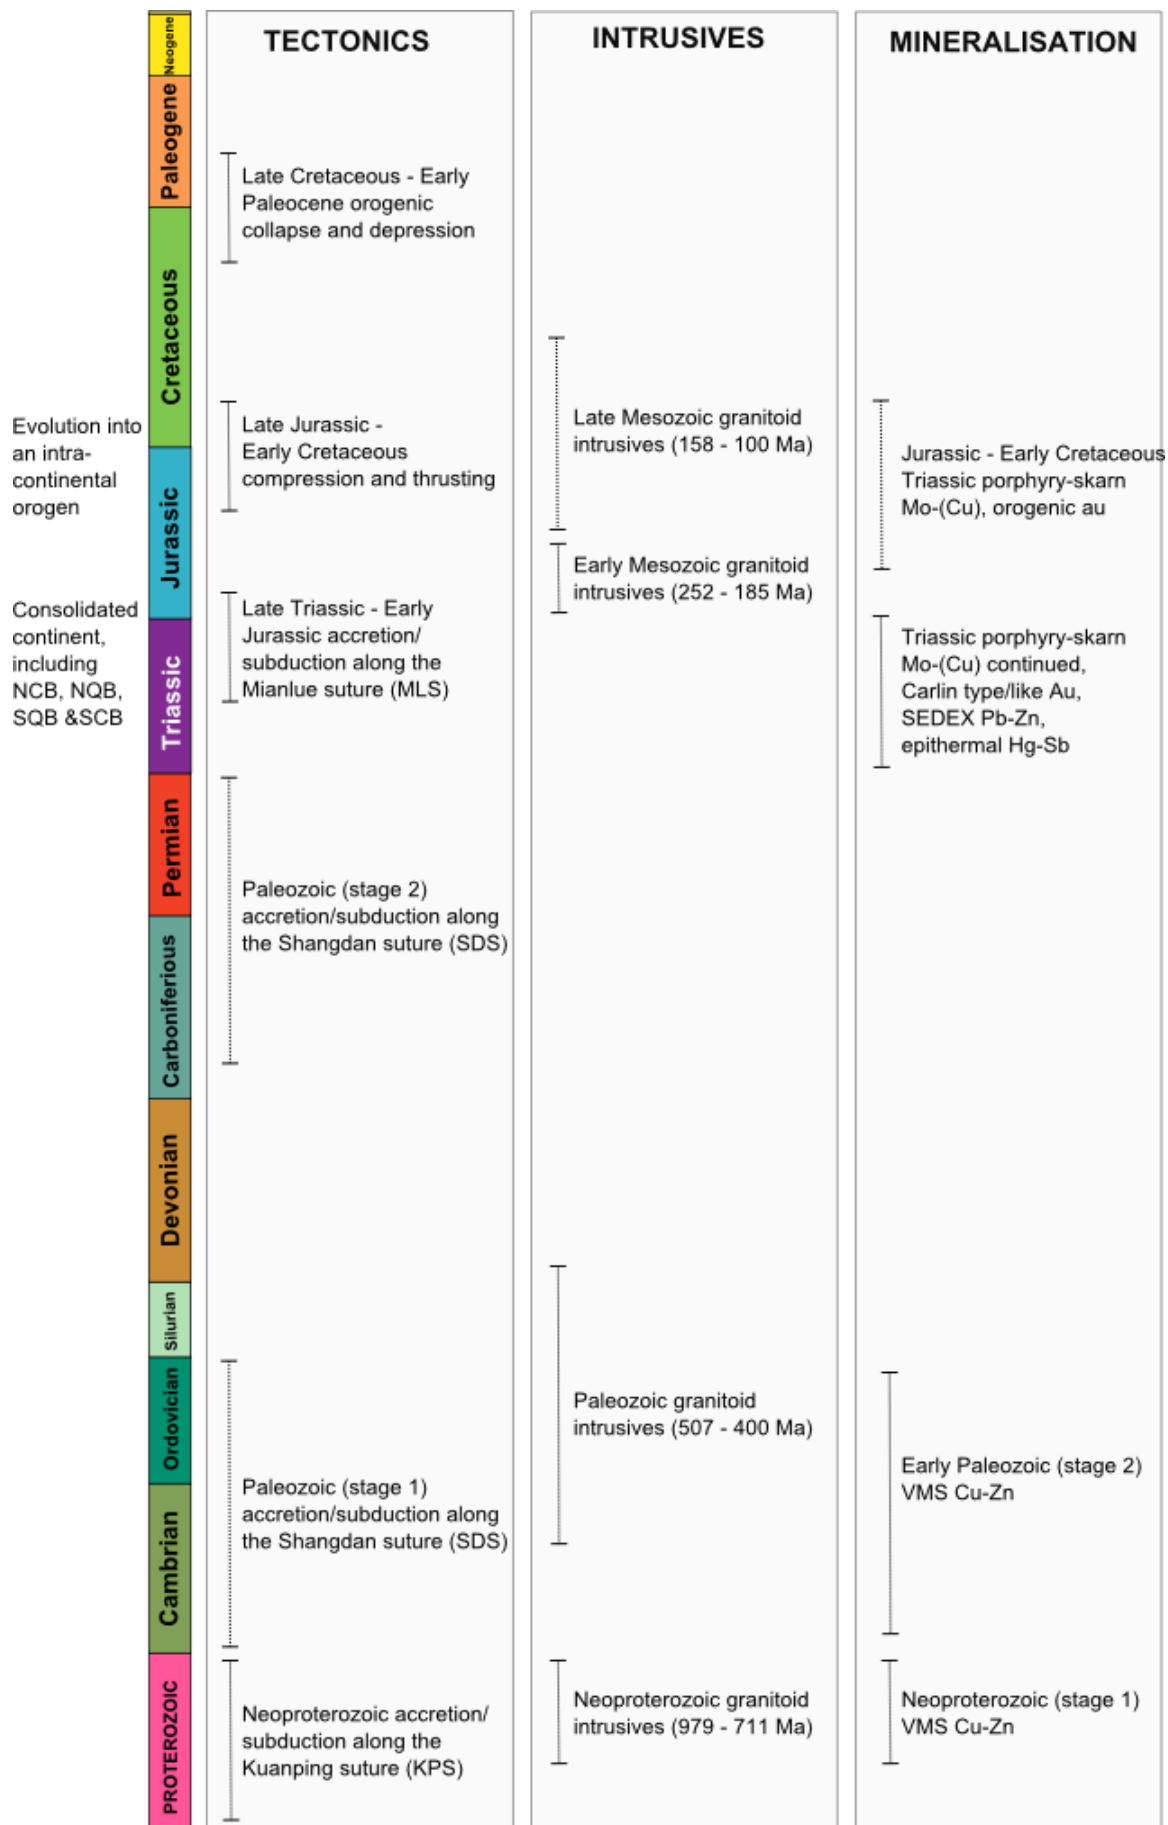 TECTONICS
INTRUSIVES
MINERALISATION
Neogene
Paleogene
Cretaceous
Jurassic
Triassic
Permian
Carboniferious
Devonian
Silurian
Ordovician
Cambrian
PROTEROZOIC
Evolution into
an intra-
continental
orogen
Consolidated
continent,
including
NCB, NQB,
SQB &SCB
Late Cretaceous - Early
Paleocene orogenic
collapse and depression
Late Jurassic -
Early Cretaceous
compression and thrusting
Late Triassic - Early
Jurassic accretion/
subduction along the
Mianlue suture (MLS)
Paleozoic (stage 2)
accretion/subduction along
the Shangdan suture (SDS)
Paleozoic (stage 1)
accretion/subduction along
the Shangdan suture (SDS)
Neoproterozoic accretion/
subduction along the
Kuanping suture (KPS)
Late Mesozoic granitoid
intrusives (158 - 100 Ma)
Early Mesozoic granitoid
intrusives (252 - 185 Ma)
Paleozoic granitoid
intrusives (507 - 400 Ma)
Neoproterozoic granitoid
intrusives (979 - 711 Ma)
Jurassic - Early Cretaceous
Triassic porphyry-skarn
Mo-(Cu), orogenic au
Triassic porphyry-skarn
Mo-(Cu) continued,
Carlin type/like Au,
SEDEX Pb-Zn,
epithermal Hg-Sb
Early Paleozoic (stage 2)
VMS Cu-Zn
Neoproterozoic (stage 1)
VMS Cu-Zn